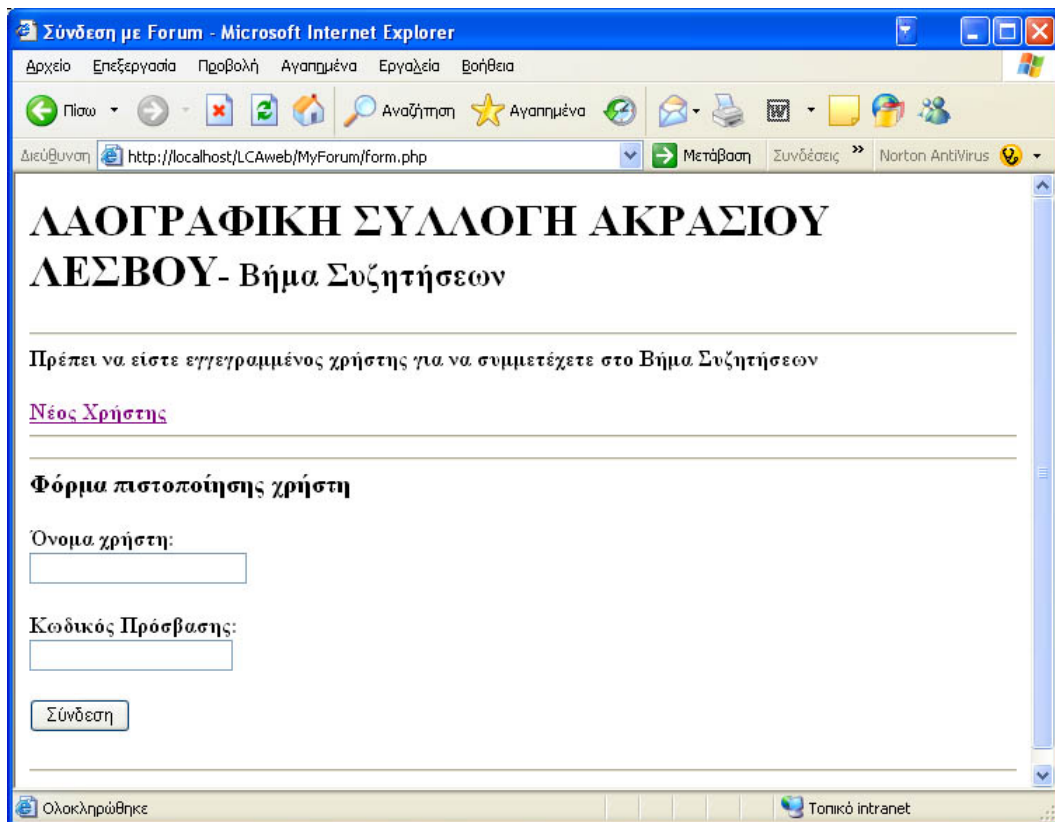 Σύνδεση με Forum - Microsoft Internet Explorer
Αρχείο Επεξεργασία Προβολή Αγαπημένα Εργαλεία Βοήθεια
Πίσω Αναζήτηση Αγαπημένα
Διεύθυνση http://localhost/LCAweb/MyForum/form.php Μετάβαση Συνδέσεις » Norton AntiVirus
ΛΑΟΓΡΑΦΙΚΗ ΣΥΛΛΟΓΗ ΑΚΡΑΣΙΟΥ
ΛΕΣΒΟΥ- Βήμα Συζητήσεων
Πρέπει να είστε εγγεγραμμένος χρήστης για να συμμετέχετε στο Βήμα Συζητήσεων
Νέος Χρήστης
Φόρμα πιστοποίησης χρήστη
Όνομα χρήστη:
Κωδικός Πρόσβασης:
Σύνδεση
Ολοκληρώθηκε Τοπικό intranet